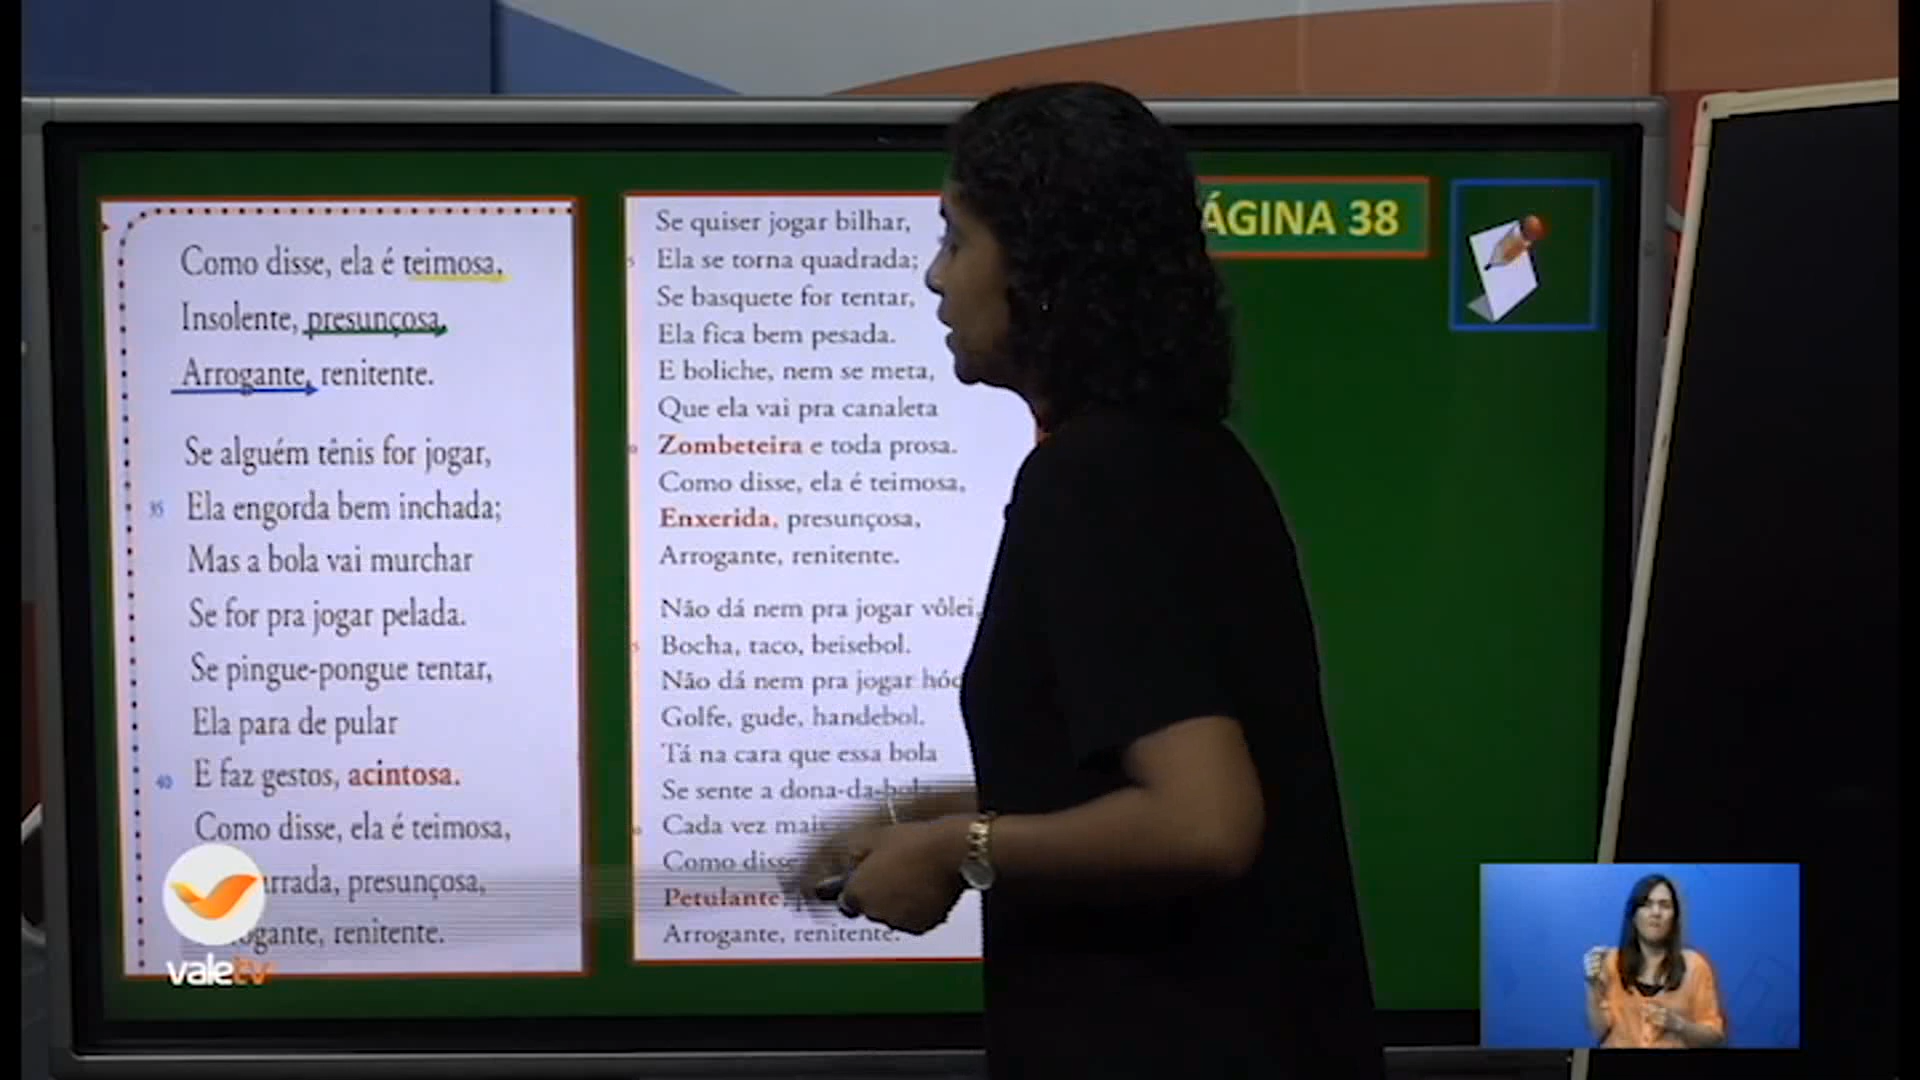 Como disse, ela é teimosa,
Insolente, presunçosa,
Arrogante, renitente.
Se alguém tênis for jogar,
35 Ela engorda bem inchada;
Mas a bola vai murchar
Se for pra jogar pelada.
Se pingue-pongue tentar,
Ela para de pular
40 E faz gestos, acintosa.
Como disse, ela é teimosa,
presunçosa,
renitente.
valetv
Se quiser jogar bilhar,
5 Ela se torna quadrada;
Se basquete for tentar,
Ela fica bem pesada.
E boliche, nem se meta,
Que ela vai pra canaleta
Zombeteira e toda prosa.
Como disse, ela é teimosa,
Enxerida, presunçosa,
Arrogante, renitente.
Não dá nem pra jogar vôlei,
5 Bocha, taco, beisebol.
Não dá nem pra jogar
Golfe, gude, handebol.
Tá na cara que essa bola
Se sente a dona-da-bola
Cada vez mais
Como disse
Petulante,
Arrogante, renitente.
ÁGINA 38